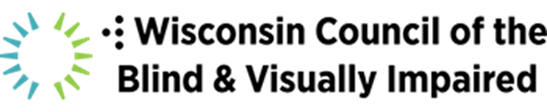 Wisconsin Council of the
Blind & Visually Impaired